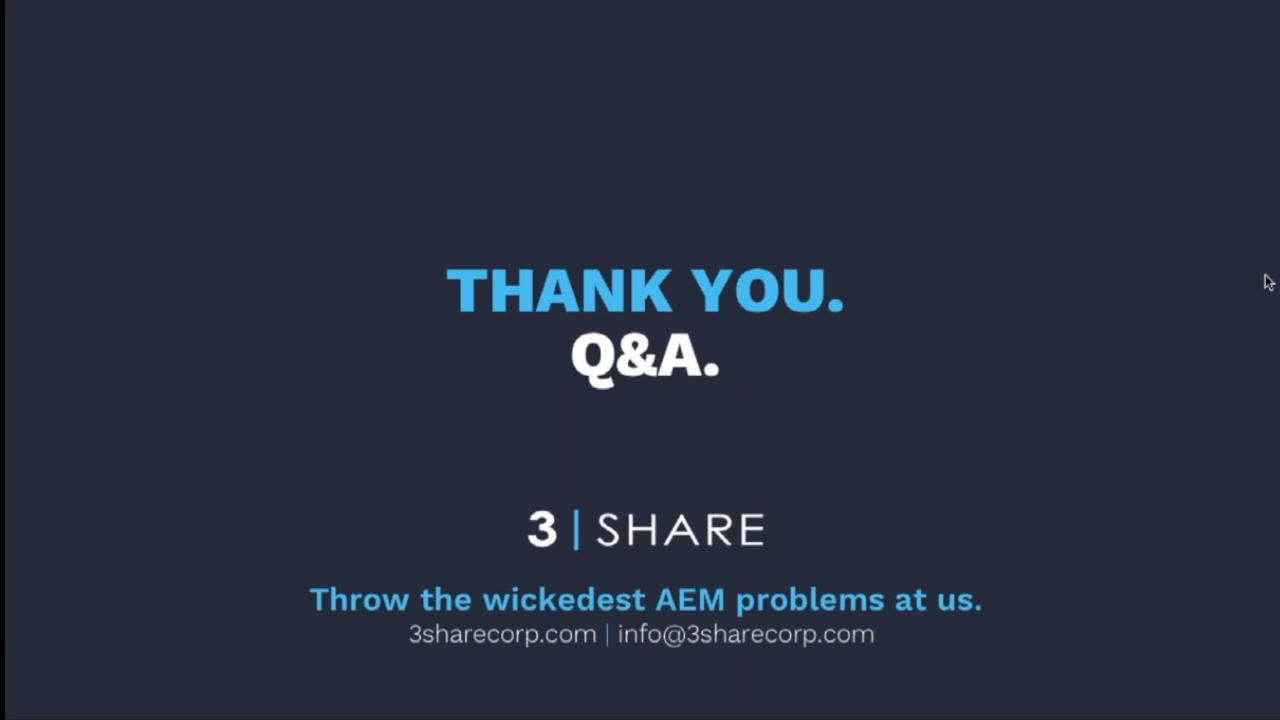 THANK YOU.
Q&A.
3 | SHARE
Throw the wickedest AEM problems at us.
3sharecorp.com | info@3sharecorp.com